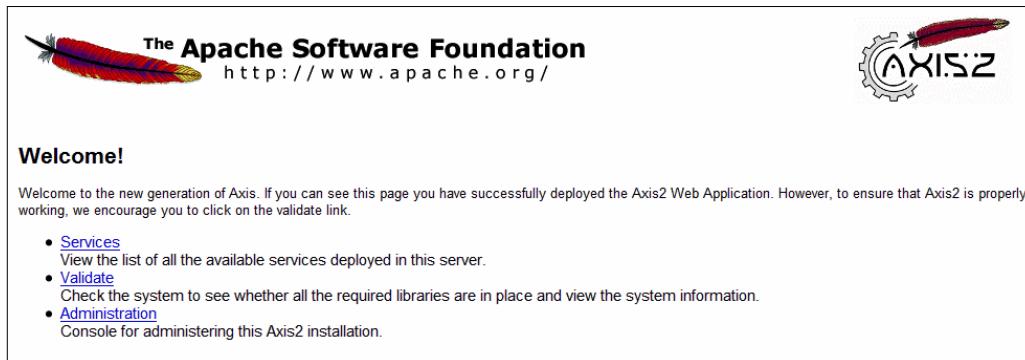 The Apache Software Foundation
http://www.apache.org/
AXIS2
Welcome!
Welcome to the new generation of Axis. If you can see this page you have successfully deployed the Axis2 Web Application. However, to ensure that Axis2 is properly
working, we encourage you to click on the validate link.
Services
View the list of all the available services deployed in this server.
Validate
Check the system to see whether all the required libraries are in place and view the system information.
Administration
Console for administering this Axis2 installation.